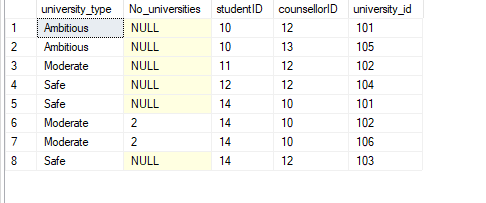 university_type No_universities studentID counsellorID university_id
1 Ambitious NULL 10 12 101
2 Ambitious NULL 10 13 105
3 Moderate NULL 11 12 102
4 Safe NULL 12 12 104
5 Safe NULL 14 10 101
6 Moderate 2 14 10 102
7 Moderate 2 14 10 106
8 Safe NULL 14 12 103